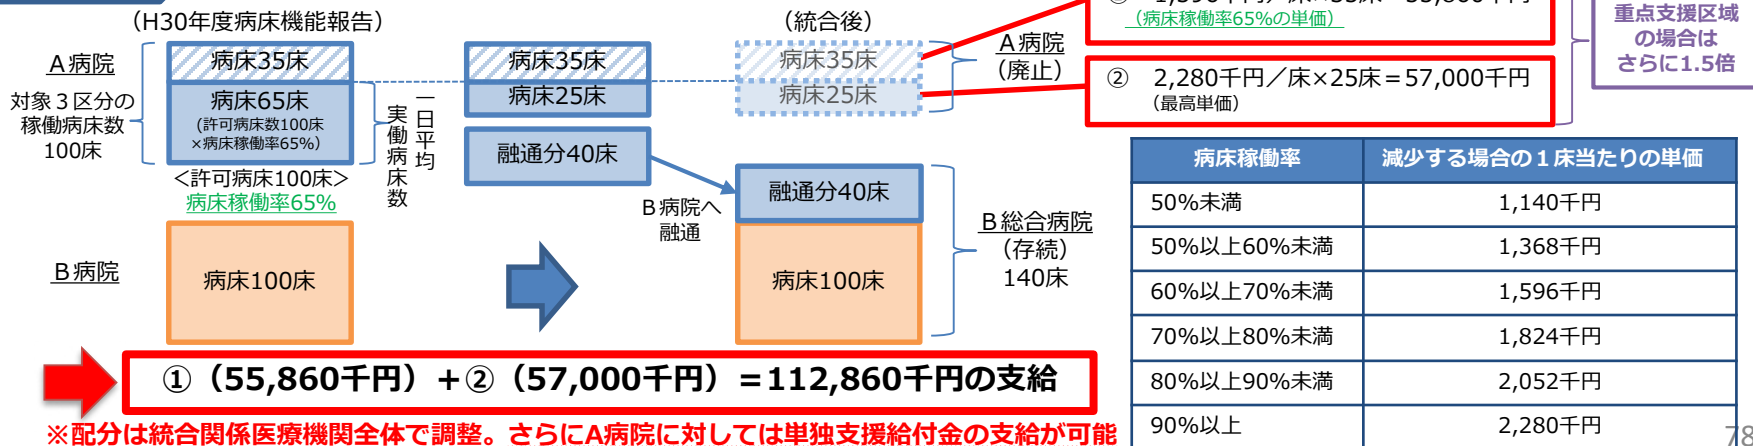 （H30年度病床機能報告）
Ａ病院
対象３区分の
稼働病床数
100床
病床35床
病床65床
（許可病床数100床
×病床稼働率65%）
一日平均
実働病床数
＜許可病床100床＞
病床稼働率65%
Ｂ病院
病床100床
病床35床
病床25床
融通分40床
Ｂ病院へ
融通
（統合後）
病床35床
病床25床
Ａ病院
（廃止）
融通分40床
病床100床
Ｂ総合病院
（存続）
140床
（病床稼働率65%の単価）
②　2,280千円／床×25床＝57,000千円
（最高単価）
重点支援区域
の場合は
さらに1.5倍
病床稼働率　減少する場合の１床当たりの単価
50%未満　1,140千円
50%以上60%未満　1,368千円
60%以上70%未満　1,596千円
70%以上80%未満　1,824千円
80%以上90%未満　2,052千円
90%以上　2,280千円
①（55,860千円）＋②（57,000千円）＝112,860千円の支給
※配分は統合関係医療機関全体で調整。さらにA病院に対しては単独支援給付金の支給が可能
78